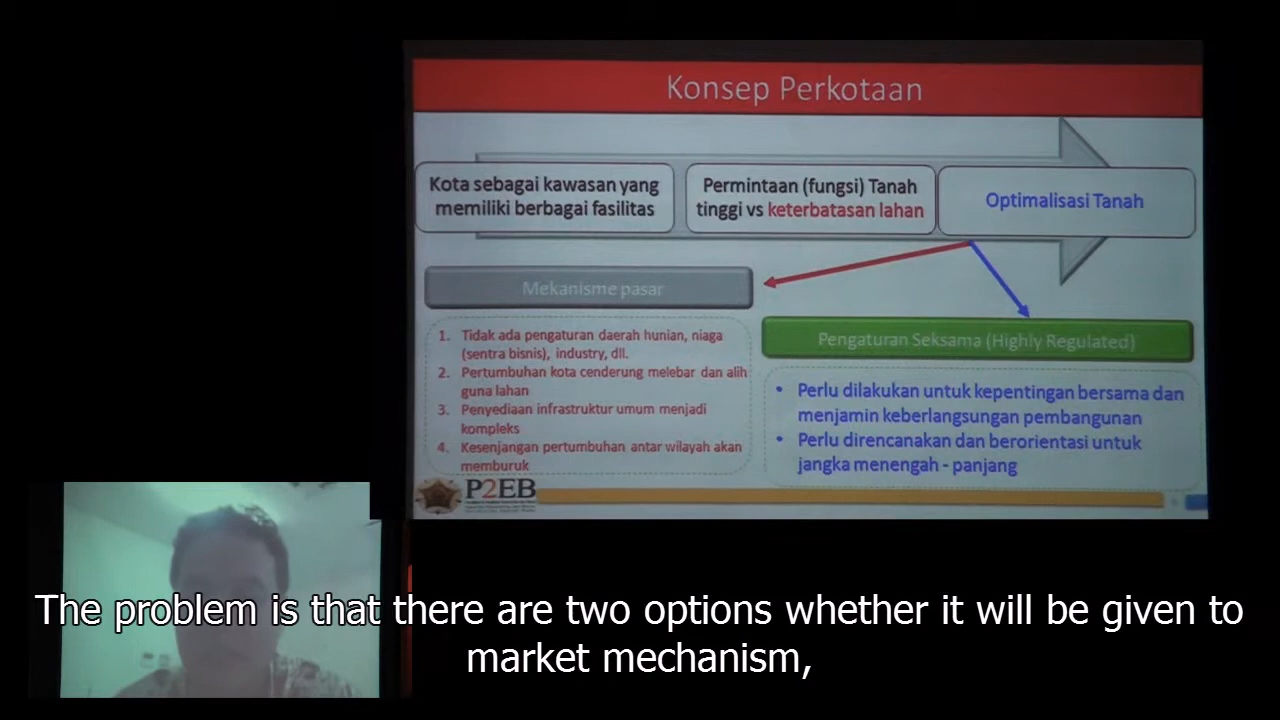 Konsep Perkotaan
Kota sebagai kawasan yang
memiliki berbagai fasilitas
Permintaan (fungsi) Tanah
tinggi vs keterbatasan lahan
Optimalisasi Tanah
Mekanisme pasar
1. Tidak ada pengaturan daerah hunian, niaga
(sentra bisnis), industry, dll.
2. Pertumbuhan kota cenderung melebar dan alih
guna lahan
3. Penyediaan infrastruktur umum menjadi
kompleks
4. Kesenjangan pertumbuhan antar wilayah akan
memburuk
Pengaturan Seksama (Highly Regulated)
• Perlu dilakukan untuk kepentingan bersama dan
menjamin keberlangsungan pembangunan
• Perlu direncanakan dan berorientasi untuk
jangka menengah - panjang
P2EB
The problem is that there are two options whether it will be given to
market mechanism,